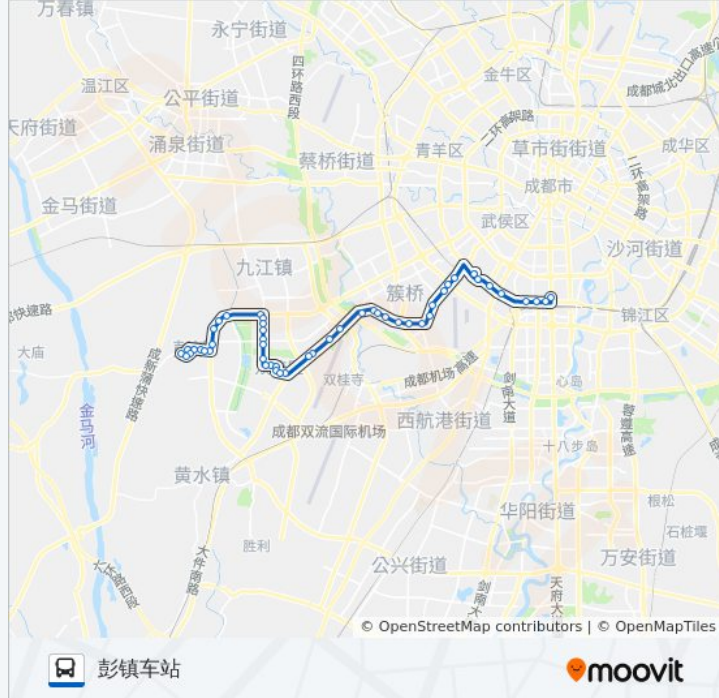 万春镇
永宁街道
金牛区
成都城北出口高速
温江区
四环路西段
公平街道
二环高架路
天府街道
涌泉街道
蔡桥街道
青羊区
草市街街道
成华区
成都市
二环高架路
金马街道
武侯区
沙河街道
九江镇
簇桥
锦江区
快速路
大庙
成新蒲快速路
双桂寺
成都机场高速
剑南大道
心岛
金马河
西航港街道
蓉遵高速
成都双流国际机场
十八步岛
黄水镇
华阳街道
根松
石桩堰
大件南路
胜利
公兴街道
万安街道
剑南大
天府大
© OpenStreetMap contributors | © OpenMapTiles
彭镇车站
moovit